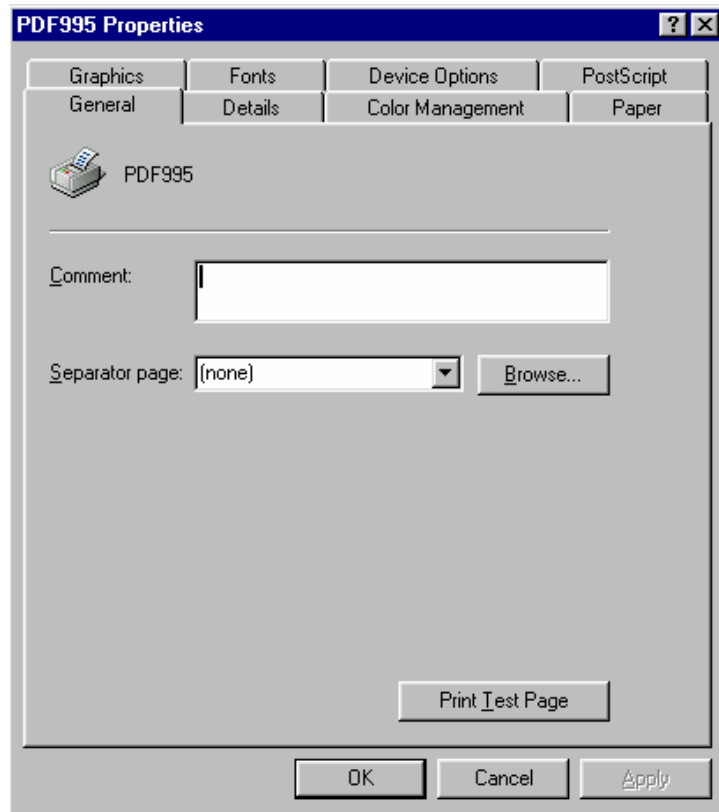 PDF995 Properties
Graphics Fonts Device Options PostScript
General Details Color Management Paper
PDF995
Comment:
Separator page: (none) Browse...
Print Test Page
OK Cancel Apply